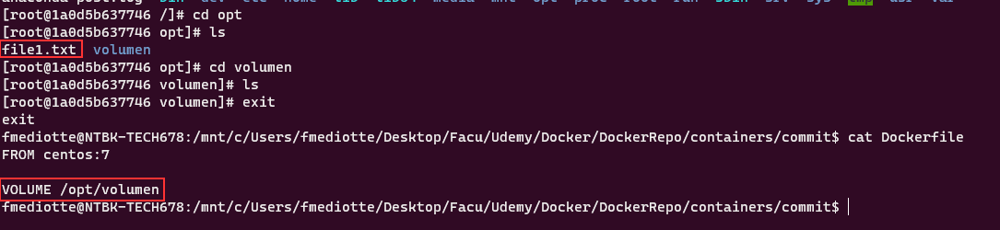 [root@1a0d5b637746 /]# cd opt
[root@1a0d5b637746 opt]# ls
file1.txt  volumen
[root@1a0d5b637746 opt]# cd volumen
[root@1a0d5b637746 volumen]# ls
[root@1a0d5b637746 volumen]# exit
exit
fmediotte@NTBK-TECH678:/mnt/c/Users/fmediotte/Desktop/Facu/Udemy/Docker/DockerRepo/containers/commit$ cat Dockerfile
FROM centos:7
VOLUME /opt/volumen
fmediotte@NTBK-TECH678:/mnt/c/Users/fmediotte/Desktop/Facu/Udemy/Docker/DockerRepo/containers/commit$